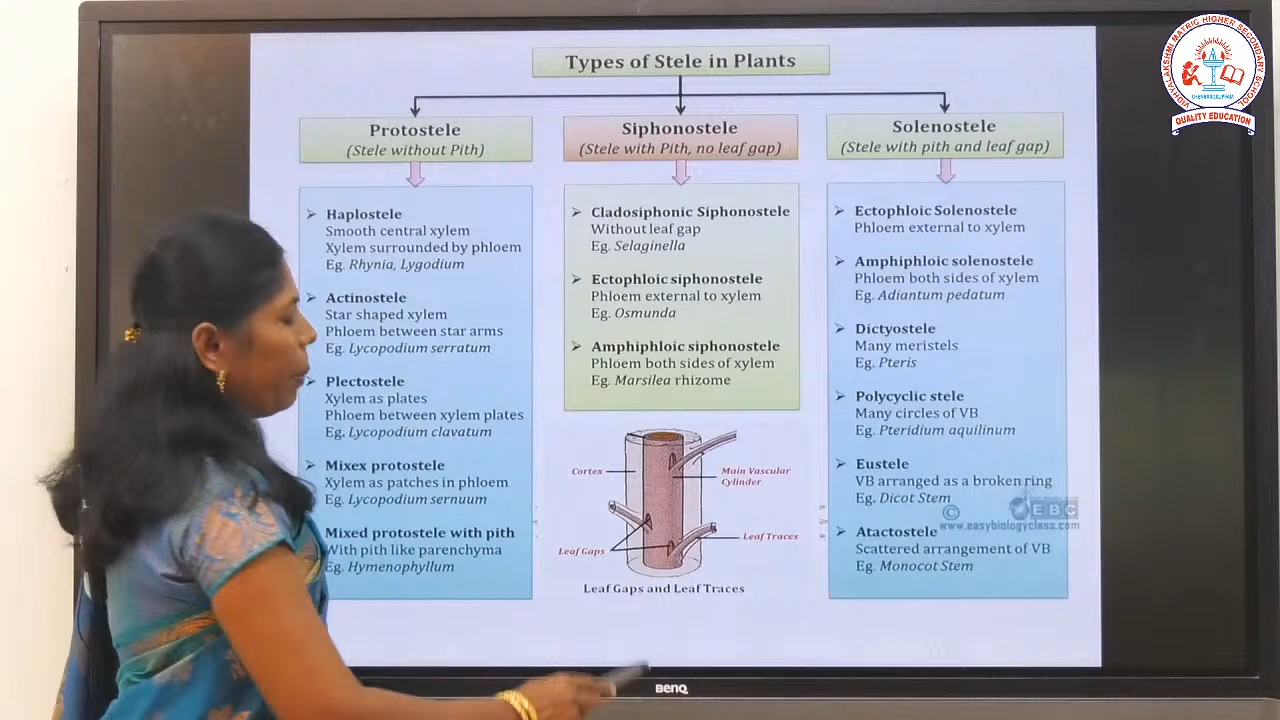 Types of Stele in Plants
Protostele
(Stele without Pith)
Siphonostele
(Stele with Pith, no leaf gap)
Solenostele
(Stele with pith and leaf gap)
Haplostele
Smooth central xylem
Xylem surrounded by phloem
Eg. Rhynia, Lygodium
Actinostele
Star shaped xylem
Phloem between star arms
Eg. Lycopodium serratum
Plectostele
Xylem as plates
Phloem between xylem plates
Eg. Lycopodium clavatum
Mixex protostele
Xylem as patches in phloem
Eg. Lycopodium sernuum
Mixed protostele with pith
With pith like parenchyma
Eg. Hymenophyllum
Cladosiphonic Siphonostele
Without leaf gap
Eg. Selaginella
Ectophloic siphonostele
Phloem external to xylem
Eg. Osmunda
Amphiphloic siphonostele
Phloem both sides of xylem
Eg. Marsilea rhizome
Cortex
Main Vascular
Cylinder
Leaf Gaps
Leaf Traces
Leaf Gaps and Leaf Traces
Ectophloic Solenostele
Phloem external to xylem
Amphiphloic solenostele
Phloem both sides of xylem
Eg. Adiantum pedatum
Dictyostele
Many meristels
Eg. Pteris
Polycyclic stele
Many circles of VB
Eg. Pteridium aquilinum
Eustele
VB arranged as a broken ring
Eg. Dicot Stem
© EBC
www.easybiologyclass.com
Atactostele
Scattered arrangement of VB
Eg. Monocot Stem
BenQ
VIDHYALAKSHMI MATRIC HIGHER SECONDARY SCHOOL
QUALITY EDUCATION